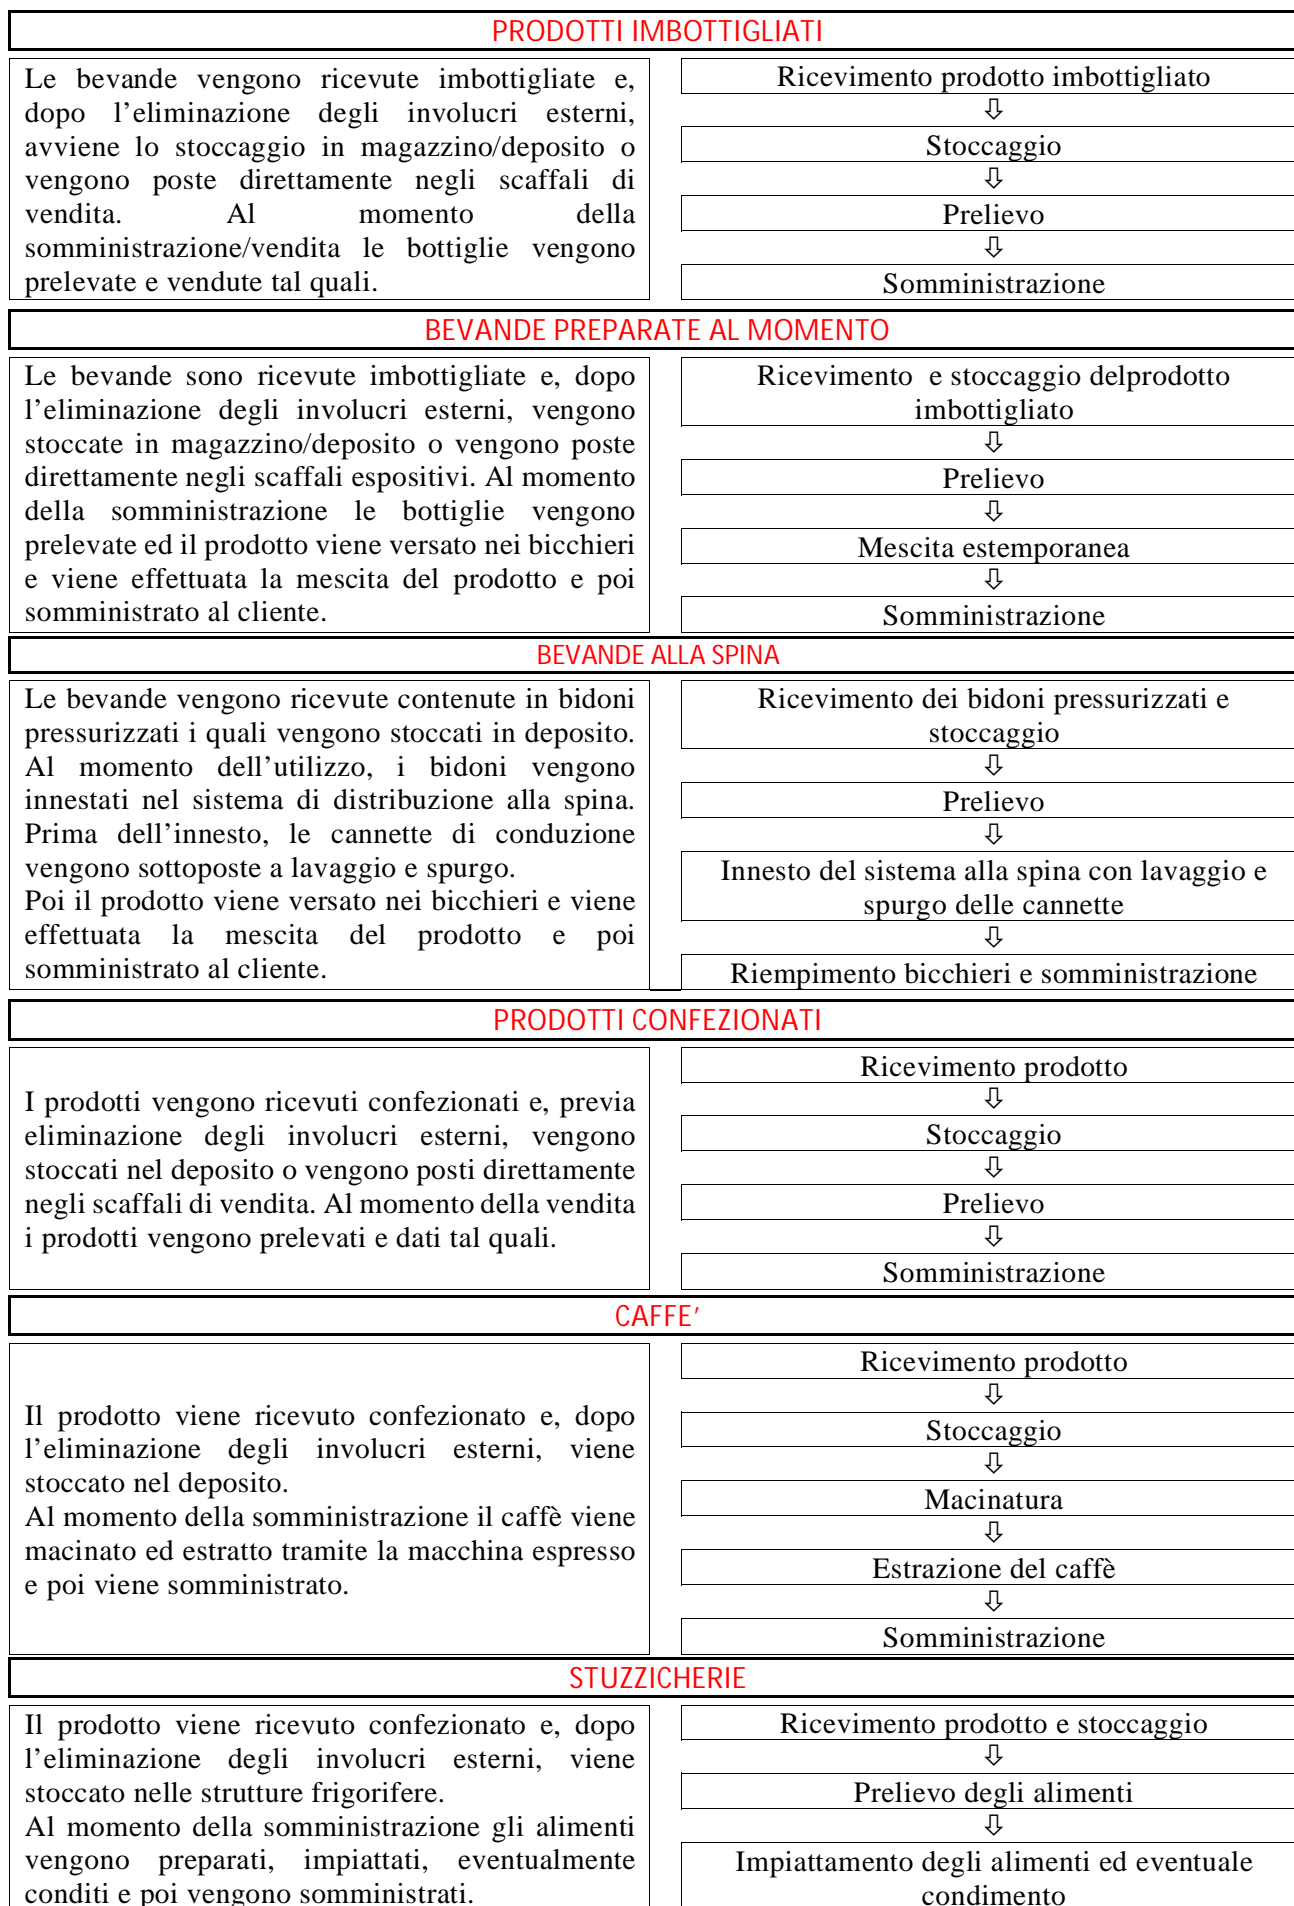 PRODOTTI IMBOTTIGLIATI
Le bevande vengono ricevute imbottigliate e,
dopo l’eliminazione degli involucri esterni,
avviene lo stoccaggio in magazzino/deposito o
vengono poste direttamente negli scaffali di
vendita. Al momento della
somministrazione/vendita le bottiglie vengono
prelevate e vendute tal quali.
Ricevimento prodotto imbottigliato
⇩
Stoccaggio
⇩
Prelievo
⇩
Somministrazione
BEVANDE PREPARATE AL MOMENTO
Le bevande sono ricevute imbottigliate e, dopo
l’eliminazione degli involucri esterni, vengono
stoccate in magazzino/deposito o vengono poste
direttamente negli scaffali espositivi. Al momento
della somministrazione le bottiglie vengono
prelevate ed il prodotto viene versato nei bicchieri
e viene effettuata la mescita del prodotto e poi
somministrato al cliente.
Ricevimento e stoccaggio delprodotto
imbottigliato
⇩
Prelievo
⇩
Mescita estemporanea
⇩
Somministrazione
BEVANDE ALLA SPINA
Le bevande vengono ricevute contenute in bidoni
pressurizzati i quali vengono stoccati in deposito.
Al momento dell’utilizzo, i bidoni vengono
innestati nel sistema di distribuzione alla spina.
Prima dell’innesto, le cannette di conduzione
vengono sottoposte a lavaggio e spurgo.
Poi il prodotto viene versato nei bicchieri e viene
effettuata la mescita del prodotto e poi
somministrato al cliente.
Ricevimento dei bidoni pressurizzati e
stoccaggio
⇩
Prelievo
⇩
Innesto del sistema alla spina con lavaggio e
spurgo delle cannette
⇩
Riempimento bicchieri e somministrazione
PRODOTTI CONFEZIONATI
I prodotti vengono ricevuti confezionati e, previa
eliminazione degli involucri esterni, vengono
stoccati nel deposito o vengono posti direttamente
negli scaffali di vendita. Al momento della vendita
i prodotti vengono prelevati e dati tal quali.
Ricevimento prodotto
⇩
Stoccaggio
⇩
Prelievo
⇩
Somministrazione
CAFFE’
Il prodotto viene ricevuto confezionato e, dopo
l’eliminazione degli involucri esterni, viene
stoccato nel deposito.
Al momento della somministrazione il caffè viene
macinato ed estratto tramite la macchina espresso
e poi viene somministrato.
Ricevimento prodotto
⇩
Stoccaggio
⇩
Macinatura
⇩
Estrazione del caffè
⇩
Somministrazione
STUZZICHERIE
Il prodotto viene ricevuto confezionato e, dopo
l’eliminazione degli involucri esterni, viene
stoccato nelle strutture frigorifere.
Al momento della somministrazione gli alimenti
vengono preparati, impiattati, eventualmente
conditi e poi vengono somministrati.
Ricevimento prodotto e stoccaggio
⇩
Prelievo degli alimenti
⇩
Impiattamento degli alimenti ed eventuale
condimento